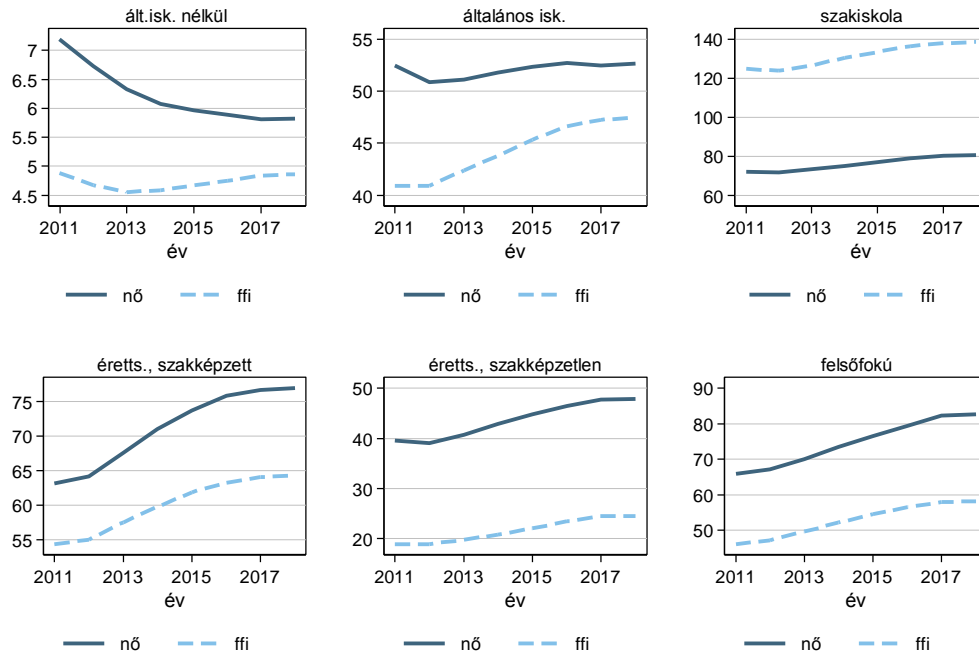 ált.isk. nélkül
7
6.5
6
5.5
5
4.5
2011 2013 2015 2017
év
nő ffi
általános isk.
55
50
45
40
2011 2013 2015 2017
év
nő ffi
szakiskola
140
120
100
80
60
2011 2013 2015 2017
év
nő ffi
éretts., szakképzett
75
70
65
60
55
2011 2013 2015 2017
év
nő ffi
éretts., szakképzetlen
50
40
30
20
2011 2013 2015 2017
év
nő ffi
felsőfokú
90
80
70
60
50
2011 2013 2015 2017
év
nő ffi